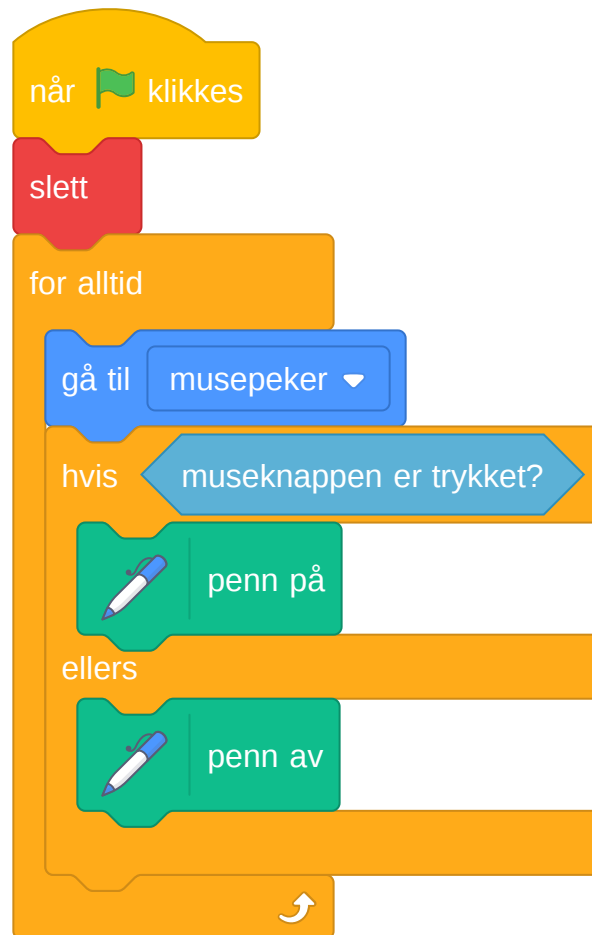 når klikkes
slett
for alltid
gå til musepeker
hvis museknappen er trykket?
penn på
ellers
penn av